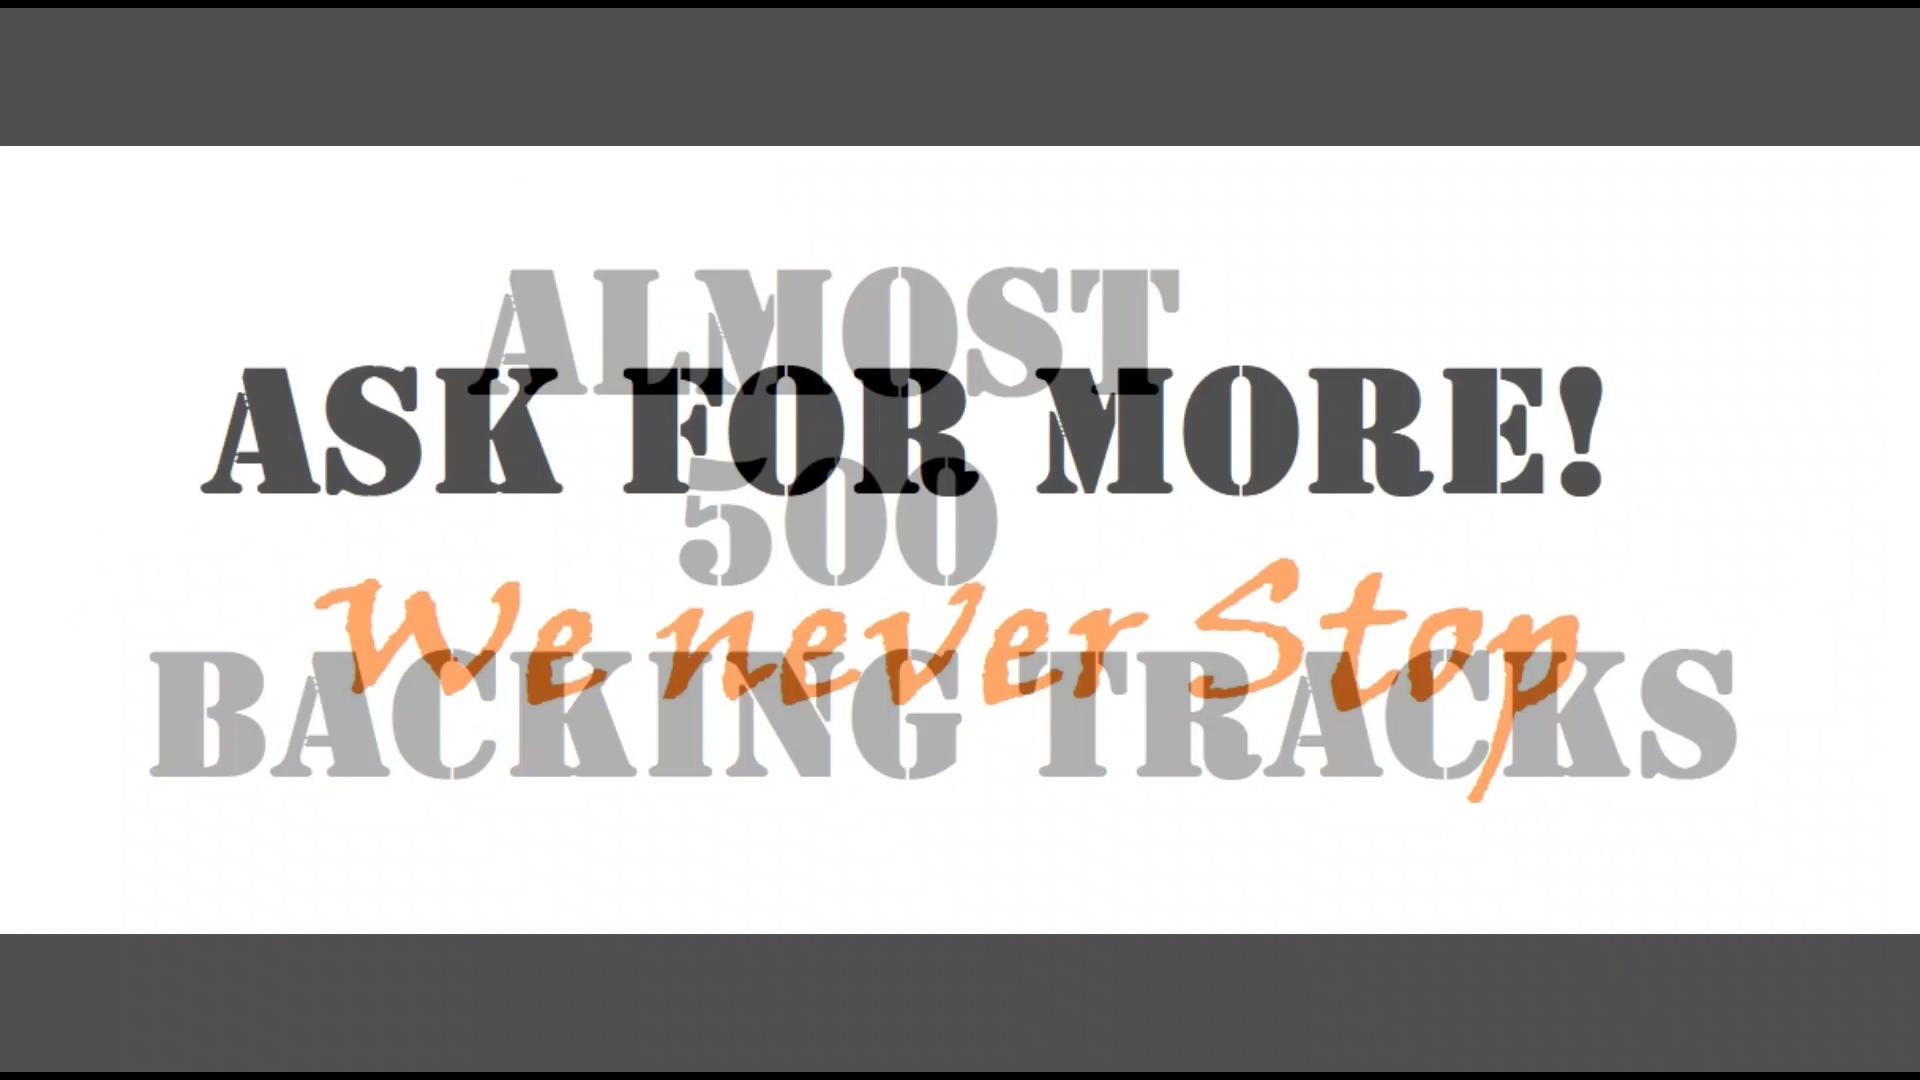 ALMOST
ASK FOR MORE!
500
We never Stop
BACKING TRACKS